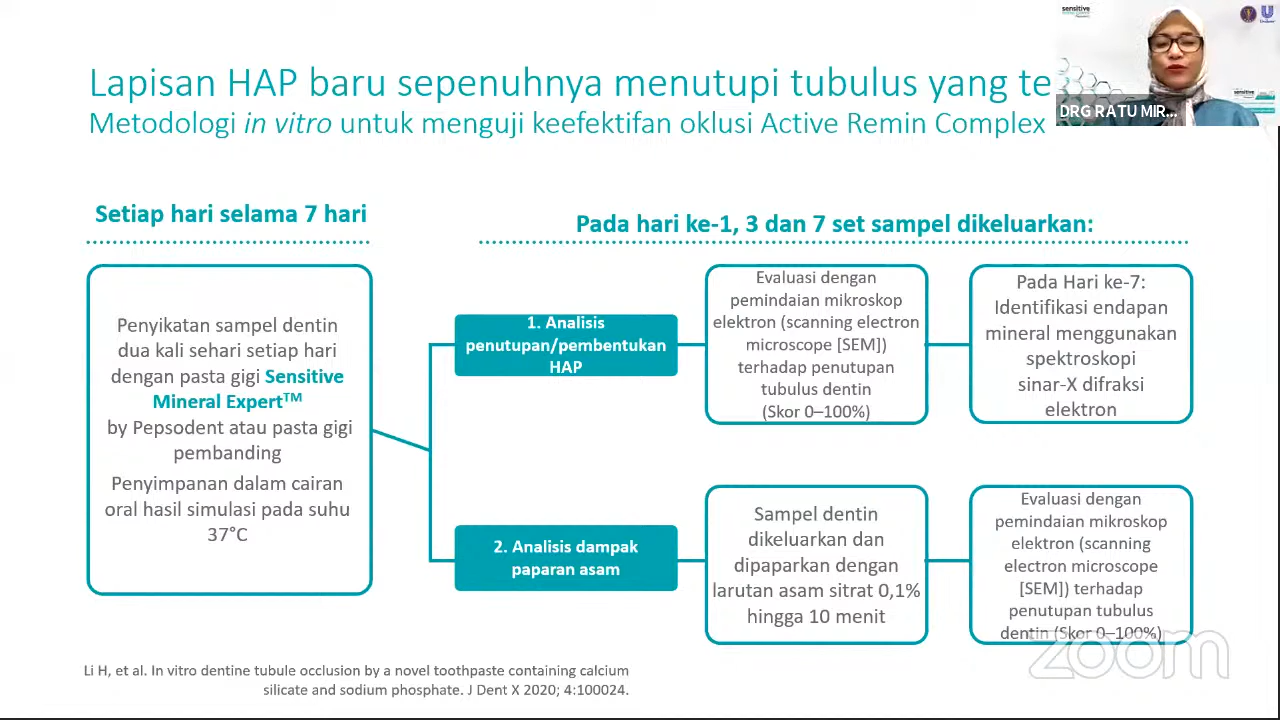 Lapisan HAP baru sepenuhnya menutupi tubulus yang te
Metodologi in vitro untuk menguji keefektifan oklusi Active Remin Complex
sensitive
DRG RATU MIR...
Setiap hari selama 7 hari
Pada hari ke-1, 3 dan 7 set sampel dikeluarkan:
Penyikatan sampel dentin
dua kali sehari setiap hari
dengan pasta gigi Sensitive
Mineral Expert™
by Pepsodent atau pasta gigi
pembanding
Penyimpanan dalam cairan
oral hasil simulasi pada suhu
37°C
1. Analisis
penutupan/pembentukan
HAP
Evaluasi dengan
pemindaian mikroskop
elektron (scanning electron
microscope [SEM])
terhadap penutupan
tubulus dentin
(Skor 0–100%)
Pada Hari ke-7:
Identifikasi endapan
mineral menggunakan
spektroskopi
sinar-X difraksi
elektron
2. Analisis dampak
paparan asam
Sampel dentin
dikeluarkan dan
dipaparkan dengan
larutan asam sitrat 0,1%
hingga 10 menit
Evaluasi dengan
pemindaian mikroskop
elektron (scanning
electron microscope
[SEM]) terhadap
penutupan tubulus
dentin (Skor 0–100%)
Li H, et al. In vitro dentine tubule occlusion by a novel toothpaste containing calcium
silicate and sodium phosphate. J Dent X 2020; 4:100024.
zoom